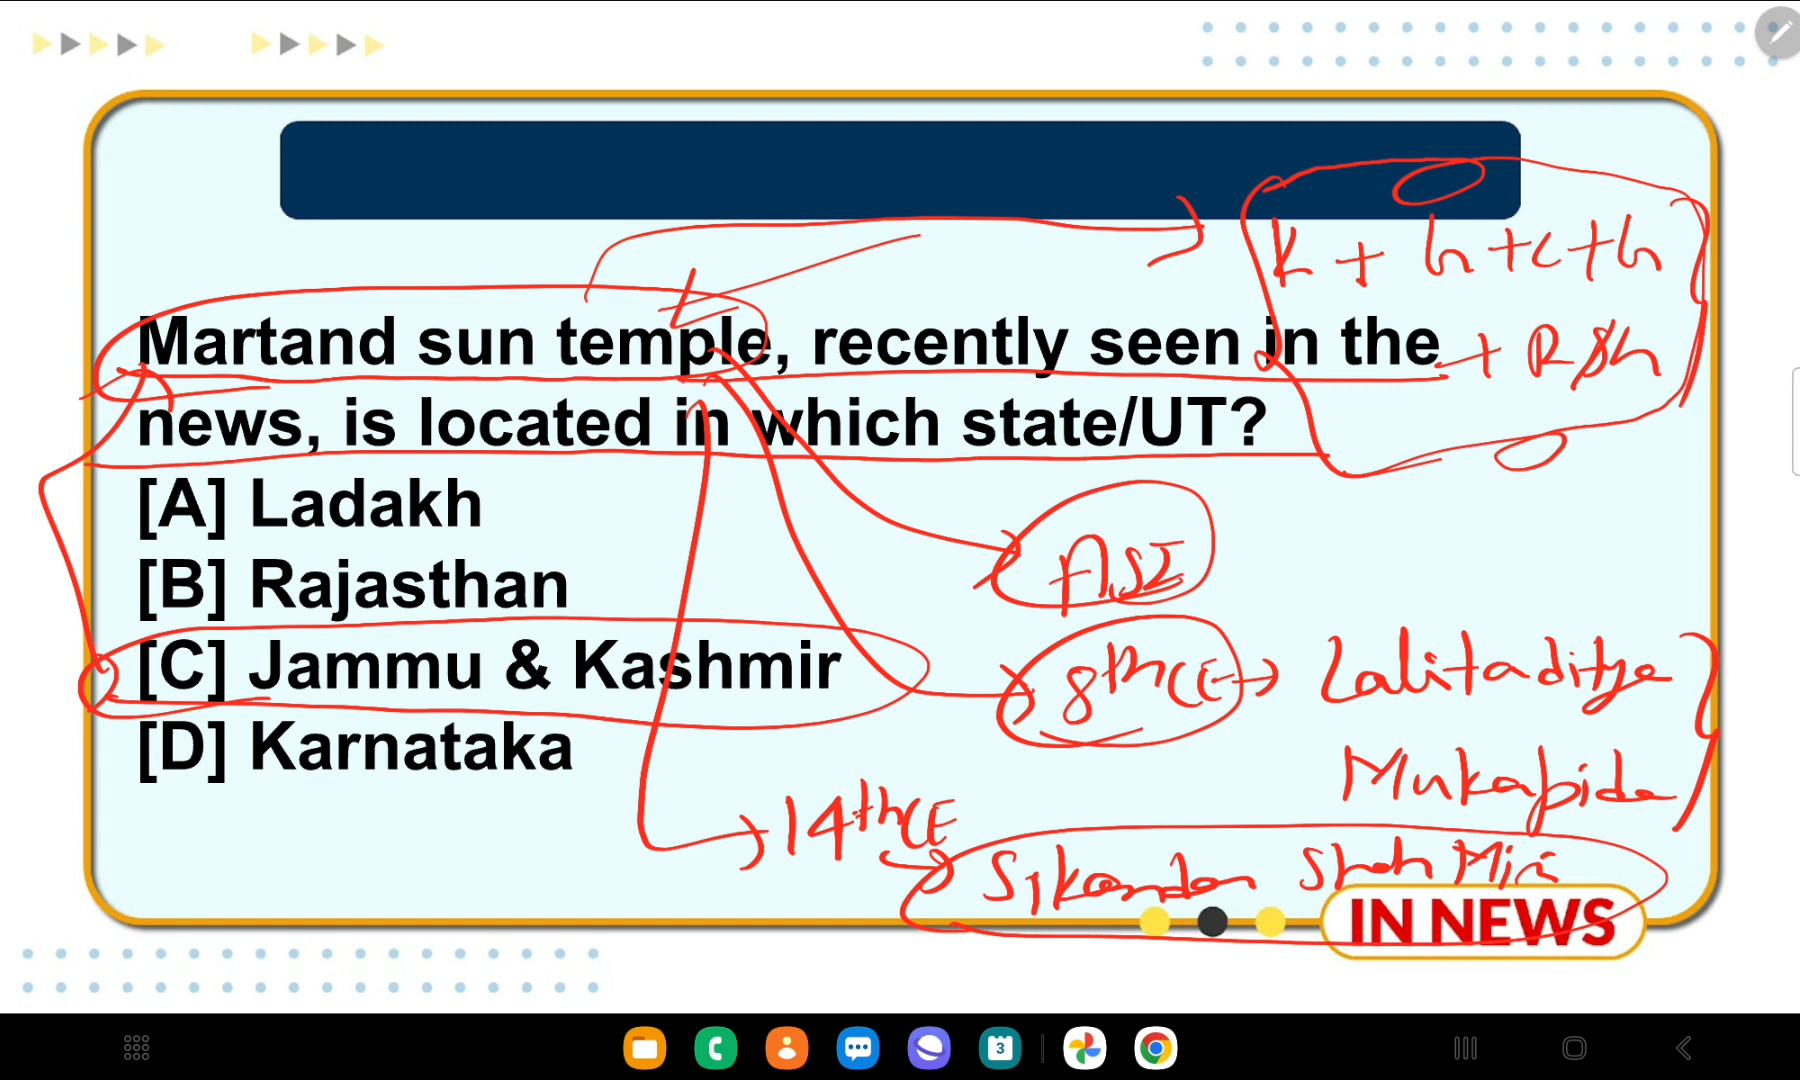 K + h+c+h
Martand sun temple, recently seen in the
news, is located in which state/UT?
[A] Ladakh
ASI
[B] Rajasthan
[C] Jammu & Kashmir
8th CE → Lalitaditya
[D] Karnataka
Mukapida
14th CE
Sikandar Shah Miri
IN NEWS
3